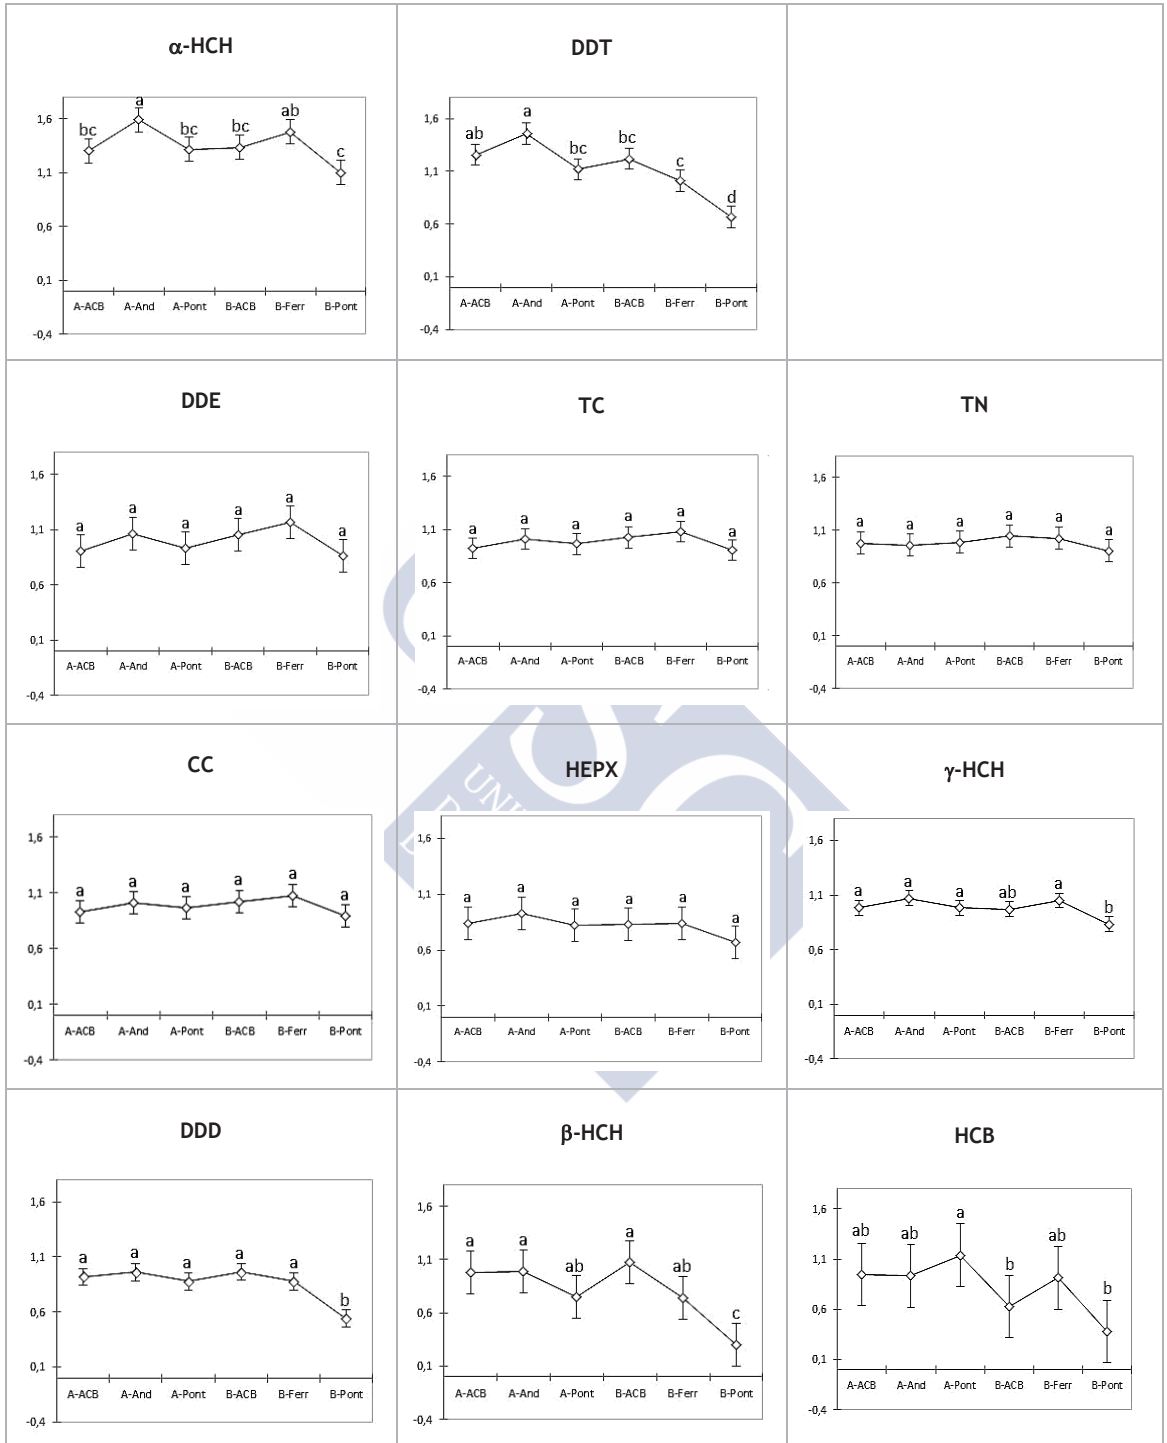 α-HCH
DDT
1,6
1,1
0,6
0,1
-0,4
bc
a
bc
bc
ab
c
A-ACB A-And A-Pont B-ACB B-Ferr B-Pont
1,6
1,1
0,6
0,1
-0,4
ab
a
bc
bc
c
d
A-ACB A-And A-Pont B-ACB B-Ferr B-Pont
DDE
TC
TN
1,6
1,1
0,6
0,1
-0,4
a
a
a
a
a
a
A-ACB A-And A-Pont B-ACB B-Ferr B-Pont
1,6
1,1
0,6
0,1
-0,4
a
a
a
a
a
a
A-ACB A-And A-Pont B-ACB B-Ferr B-Pont
1,6
1,1
0,6
0,1
-0,4
a
a
a
a
a
a
A-ACB A-And A-Pont B-ACB B-Ferr B-Pont
CC
HEPX
γ-HCH
1,6
1,1
0,6
0,1
-0,4
a
a
a
a
a
a
A-ACB A-And A-Pont B-ACB B-Ferr B-Pont
1,6
1,1
0,6
0,1
-0,4
a
a
a
a
a
a
A-ACB A-And A-Pont B-ACB B-Ferr B-Pont
1,6
1,1
0,6
0,1
-0,4
a
a
a
ab
a
b
A-ACB A-And A-Pont B-ACB B-Ferr B-Pont
DDD
β-HCH
HCB
1,6
1,1
0,6
0,1
-0,4
a
a
a
a
a
b
A-ACB A-And A-Pont B-ACB B-Ferr B-Pont
1,6
1,1
0,6
0,1
-0,4
a
a
ab
a
ab
c
A-ACB A-And A-Pont B-ACB B-Ferr B-Pont
1,6
1,1
0,6
0,1
-0,4
ab
ab
a
b
ab
b
A-ACB A-And A-Pont B-ACB B-Ferr B-Pont